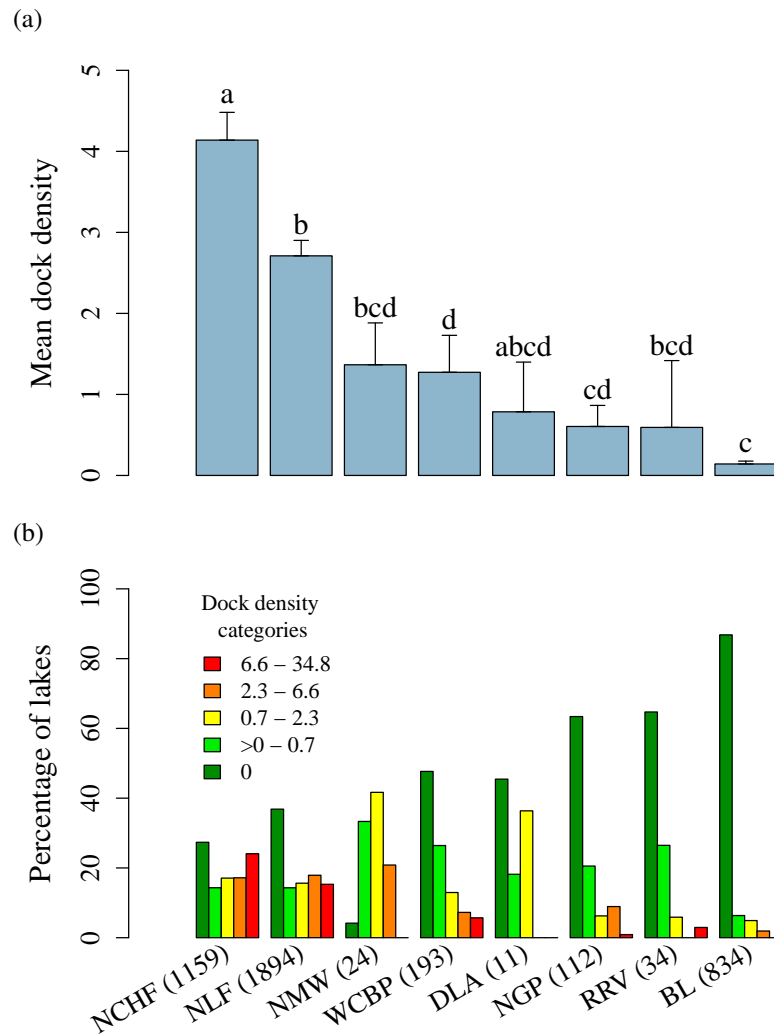 (a)
Mean dock density
0
1
2
3
4
5
a
b
bcd
d
abcd
cd
bcd
c
(b)
Percentage of lakes
0
20
40
60
80
100
Dock density
categories
6.6 – 34.8
2.3 – 6.6
0.7 – 2.3
>0 – 0.7
0
NCHF (1159)
NLF (1894)
NMW (24)
WCBP (193)
DLA (11)
NGP (112)
RRV (34)
BL (834)